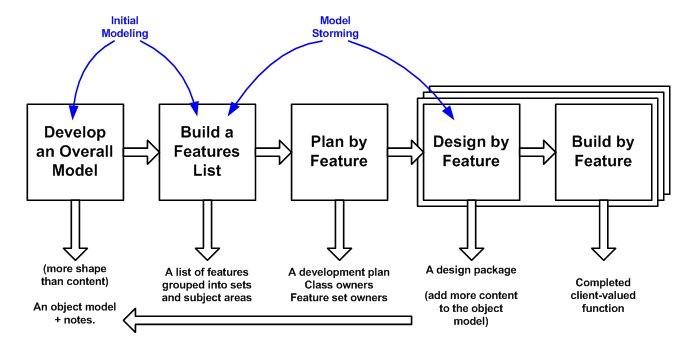 Initial
Modeling
Model
Storming
Develop
an Overall
Model
Build a
Features
List
Plan by
Feature
Design by
Feature
Build by
Feature
(more shape
than content)
An object model
+ notes.
A list of features
grouped into sets
and subject areas
A development plan
Class owners
Feature set owners
A design package
(add more content
to the object
model)
Completed
client-valued
function